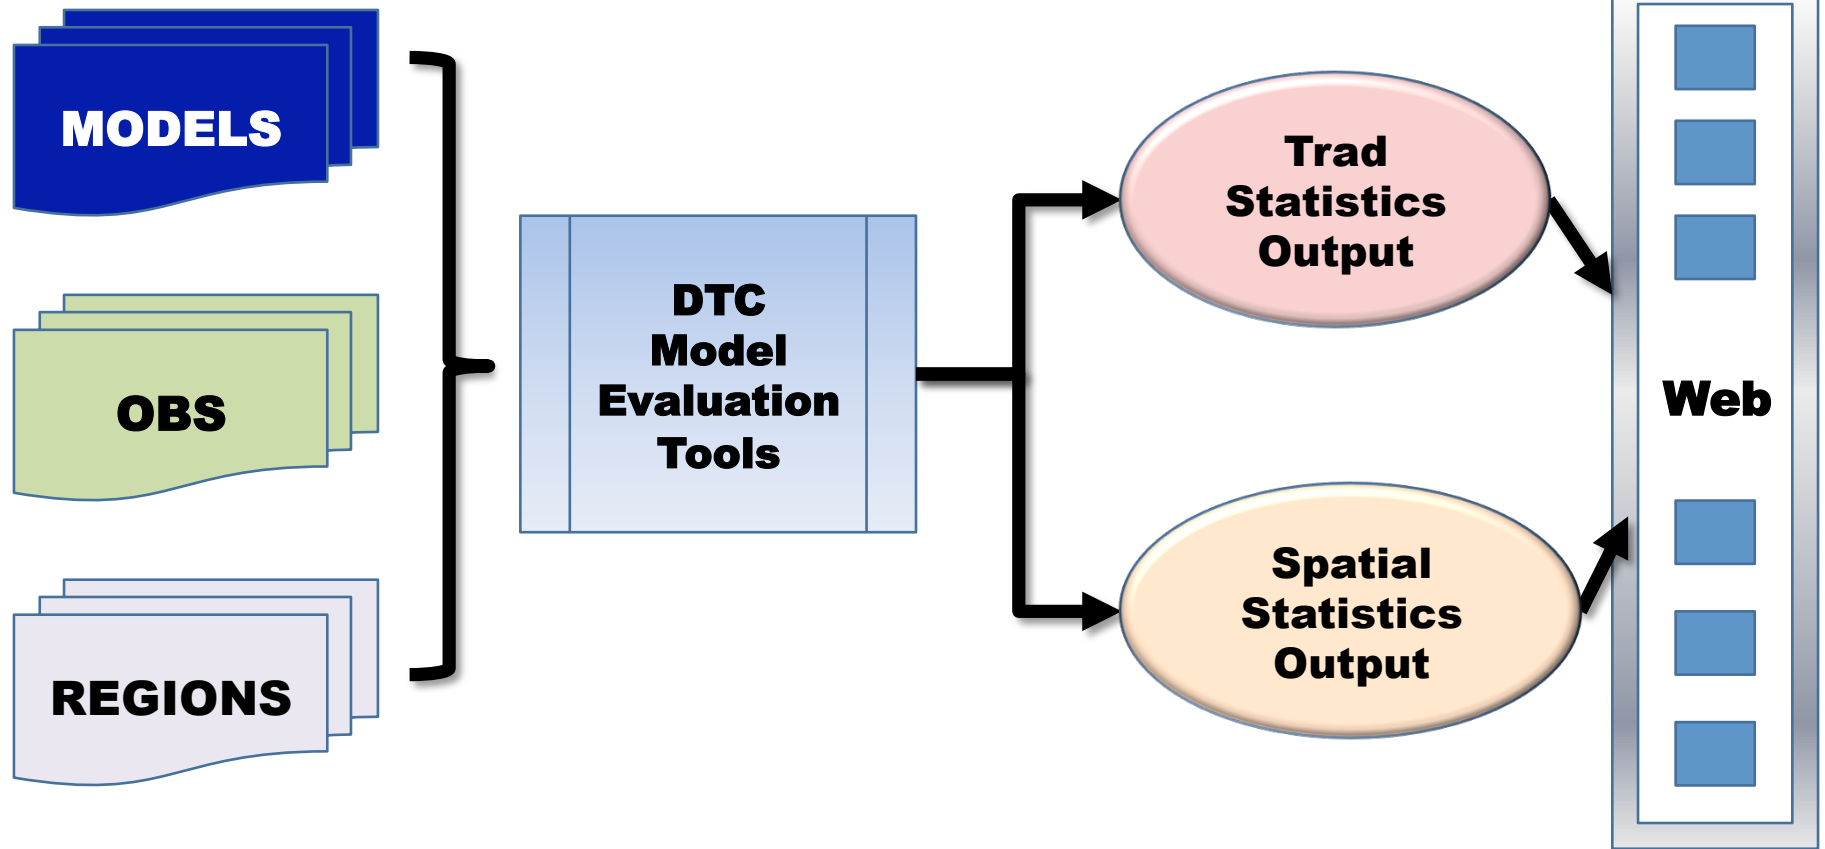 MODELS
OBS
REGIONS
DTC
Model
Evaluation
Tools
Trad
Statistics
Output
Spatial
Statistics
Output
Web